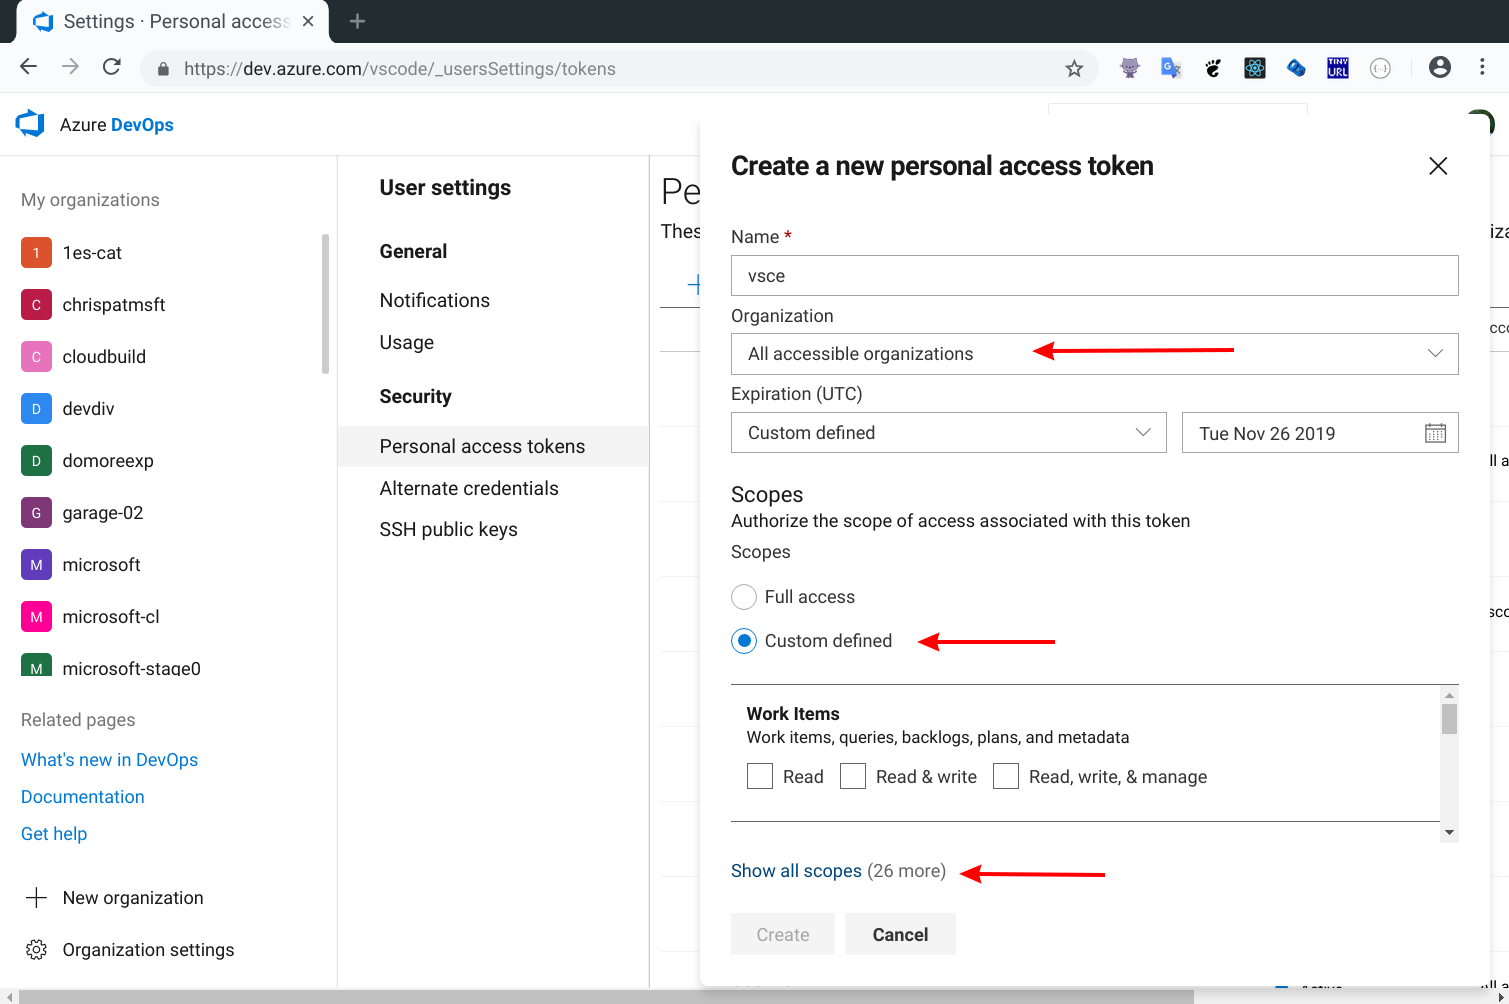 Settings · Personal access
https://dev.azure.com/vscode/_usersSettings/tokens
TINY
URL
Azure DevOps
My organizations
1 1es-cat
C chrispatmsft
C cloudbuild
D devdiv
D domoreexp
G garage-02
M microsoft
M microsoft-cl
M microsoft-stage0
Related pages
What's new in DevOps
Documentation
Get help
New organization
Organization settings
User settings
General
Notifications
Usage
Security
Personal access tokens
Alternate credentials
SSH public keys
Pe
Thes
Create a new personal access token
Name *
vsce
Organization
All accessible organizations
Expiration (UTC)
Custom defined
Tue Nov 26 2019
Scopes
Authorize the scope of access associated with this token
Scopes
Full access
Custom defined
Work Items
Work items, queries, backlogs, plans, and metadata
Read Read & write Read, write, & manage
Show all scopes (26 more)
Create Cancel